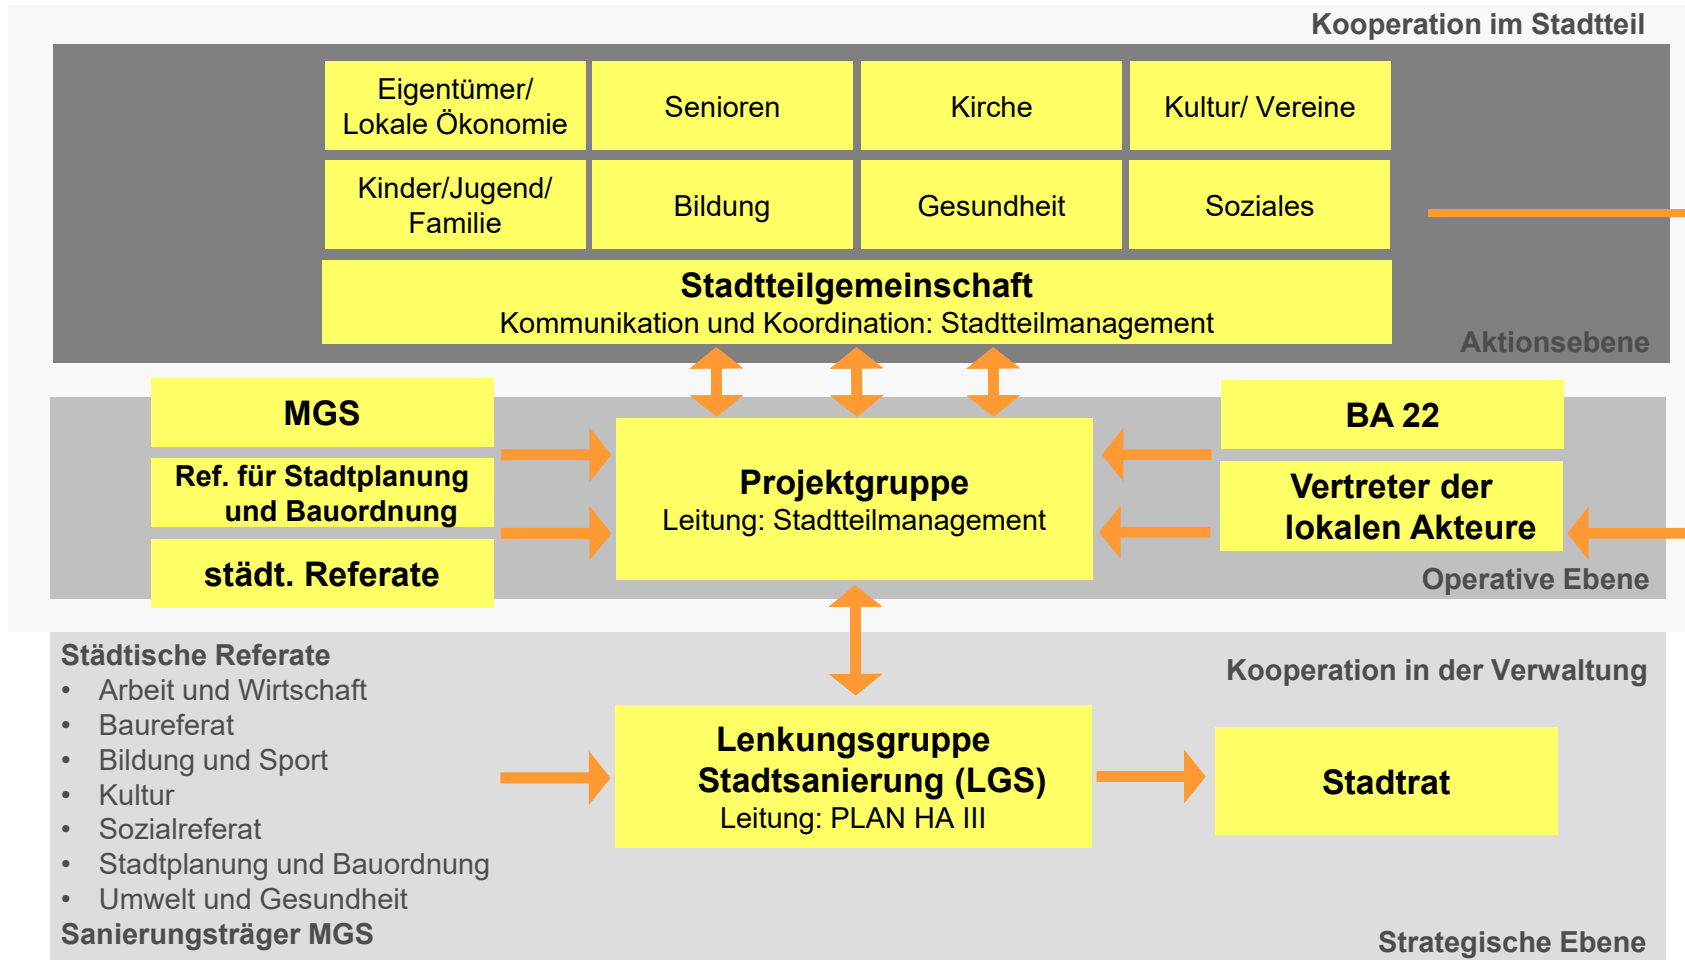 Kooperation im Stadtteil
Eigentümer/
Lokale Ökonomie
Senioren
Kirche
Kultur/ Vereine
Kinder/Jugend/
Familie
Bildung
Gesundheit
Soziales
Stadtteilgemeinschaft
Kommunikation und Koordination: Stadtteilmanagement
Aktionsebene
MGS
Ref. für Stadtplanung
und Bauordnung
städt. Referate
Projektgruppe
Leitung: Stadtteilmanagement
BA 22
Vertreter der
lokalen Akteure
Operative Ebene
Städtische Referate
• Arbeit und Wirtschaft
• Baureferat
• Bildung und Sport
• Kultur
• Sozialreferat
• Stadtplanung und Bauordnung
• Umwelt und Gesundheit
Sanierungsträger MGS
Kooperation in der Verwaltung
Lenkungsgruppe
Stadtsanierung (LGS)
Leitung: PLAN HA III
Stadtrat
Strategische Ebene